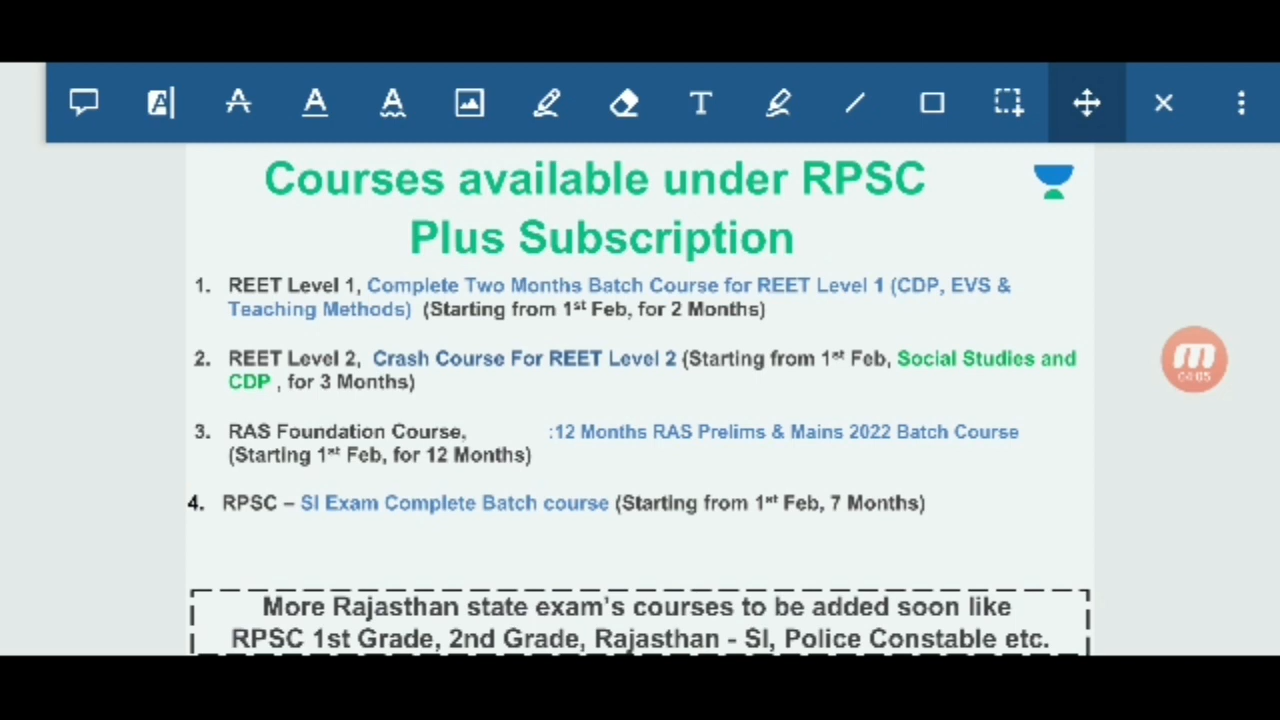 Courses available under RPSC
Plus Subscription
1. REET Level 1, Complete Two Months Batch Course for REET Level 1 (CDP, EVS &
Teaching Methods) (Starting from 1st Feb, for 2 Months)
2. REET Level 2, Crash Course For REET Level 2 (Starting from 1st Feb, Social Studies and
CDP , for 3 Months)
3. RAS Foundation Course, :12 Months RAS Prelims & Mains 2022 Batch Course
(Starting 1st Feb, for 12 Months)
04:05
4. RPSC – SI Exam Complete Batch course (Starting from 1st Feb, 7 Months)
More Rajasthan state exam's courses to be added soon like
RPSC 1st Grade, 2nd Grade, Rajasthan - SI, Police Constable etc.